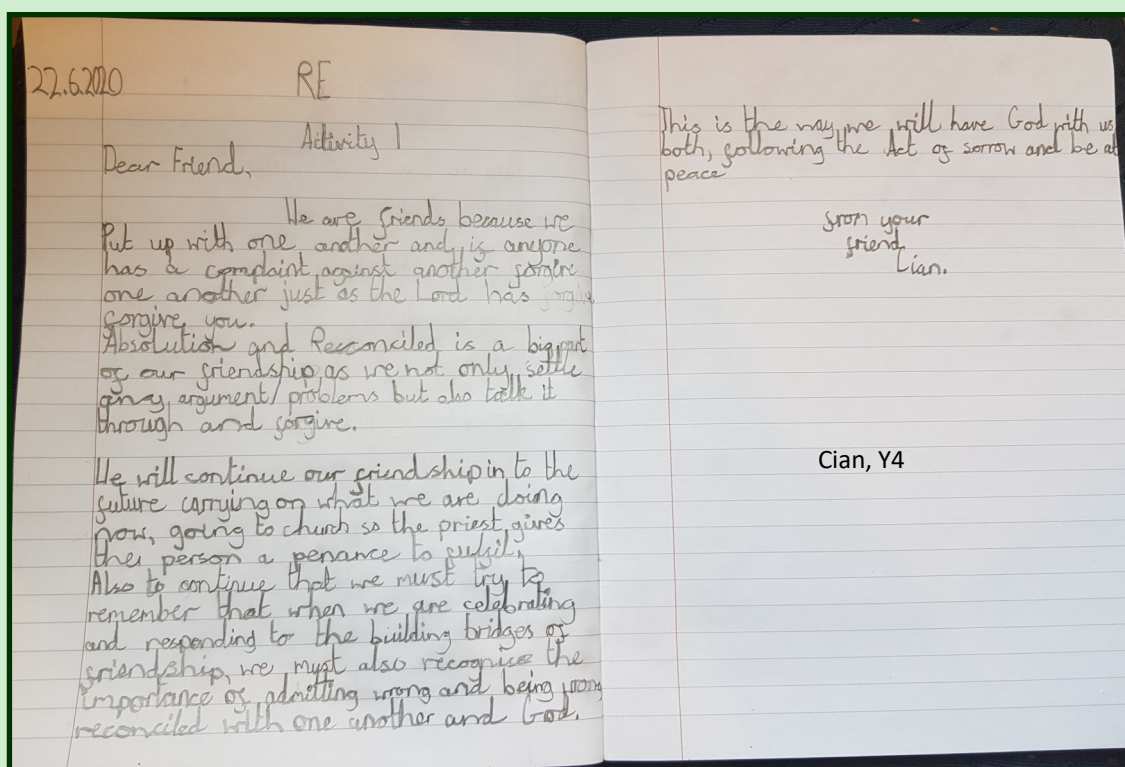 22.6.2020
RE
Activity 1
Dear Friend,
We are friends because we
Put up with one another and if anyone
has a complaint against another forgive
one another just as the Lord has forgiv
forgive you.
Absolution and Recconciled is a big part
of our friendship as we not only settle
any argument/problems but also talk it
through and forgive.
We will continue our friendship in to the
future carrying on what we are doing
now, going to church so the priest gives
the person a penance to fulfil.
Also to continue that we must try to
remember that when we are celebrating
and responding to the building bridges of
friendship, we must also recognise the
importance of admitting wrong and being
reconciled with one another and God.
This is the way we will have God with us
both, following the Act of sorrow and be at
peace
from your
friend
Cian.
Cian, Y4